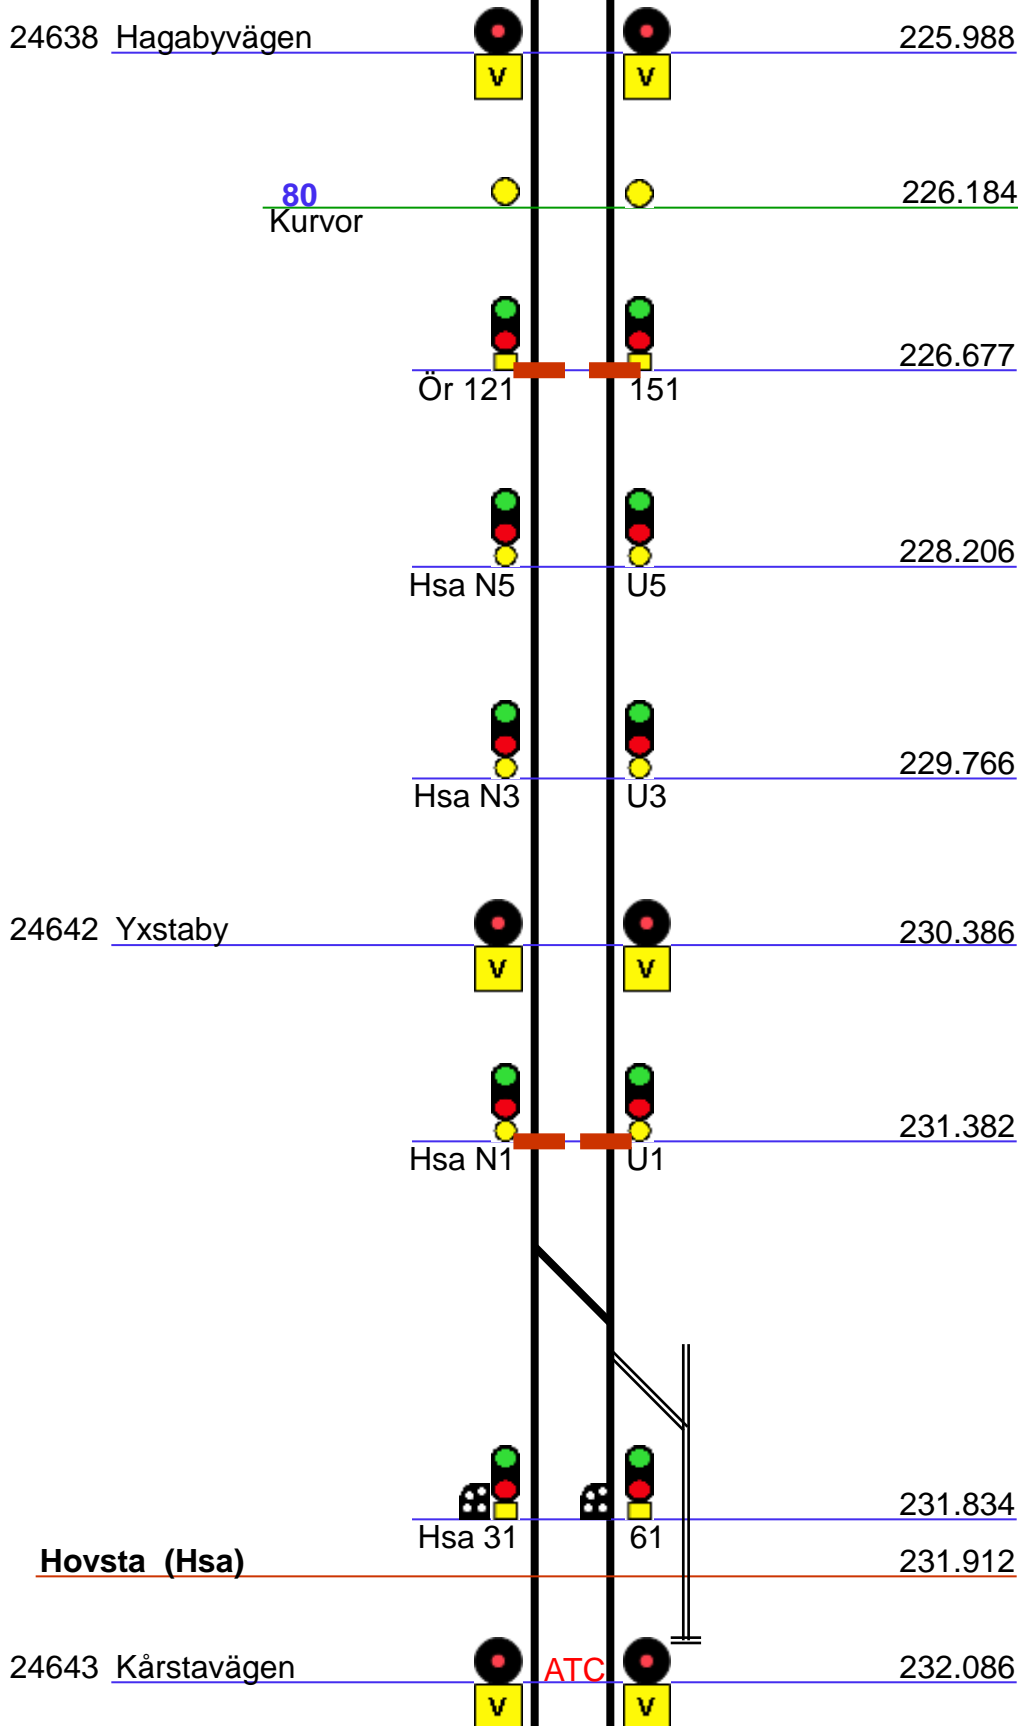 24638 Hagabyvägen 225.988
V V
80 226.184
Kurvor
226.677
Ör 121 151
228.206
Hsa N5 U5
229.766
Hsa N3 U3
24642 Yxstaby 230.386
V V
231.382
Hsa N1 U1
231.834
Hsa 31 61
Hovsta (Hsa) 231.912
24643 Kårstavägen ATC 232.086
V V